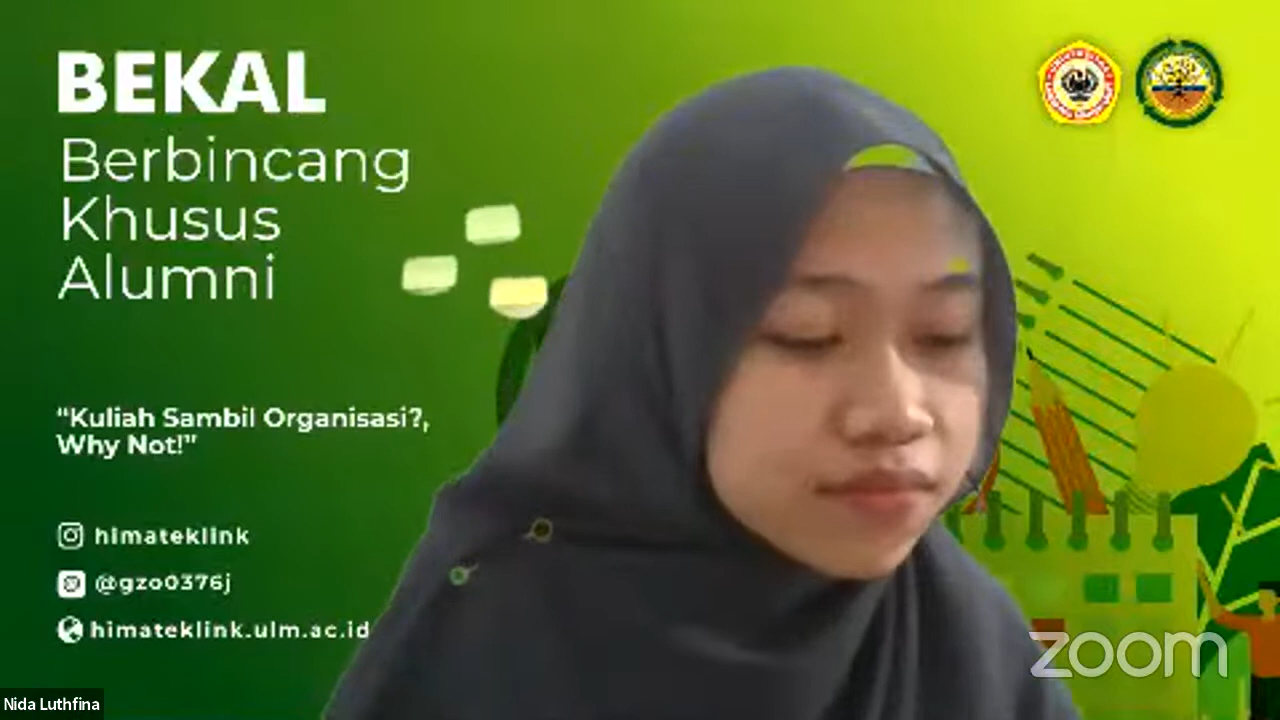 BEKAL
Berbincang
Khusus
Alumni
"Kuliah Sambil Organisasi?,
Why Not!"
himateklink
@gzo0376j
himateklink.ulm.ac.id
zoom
Nida Luthfina